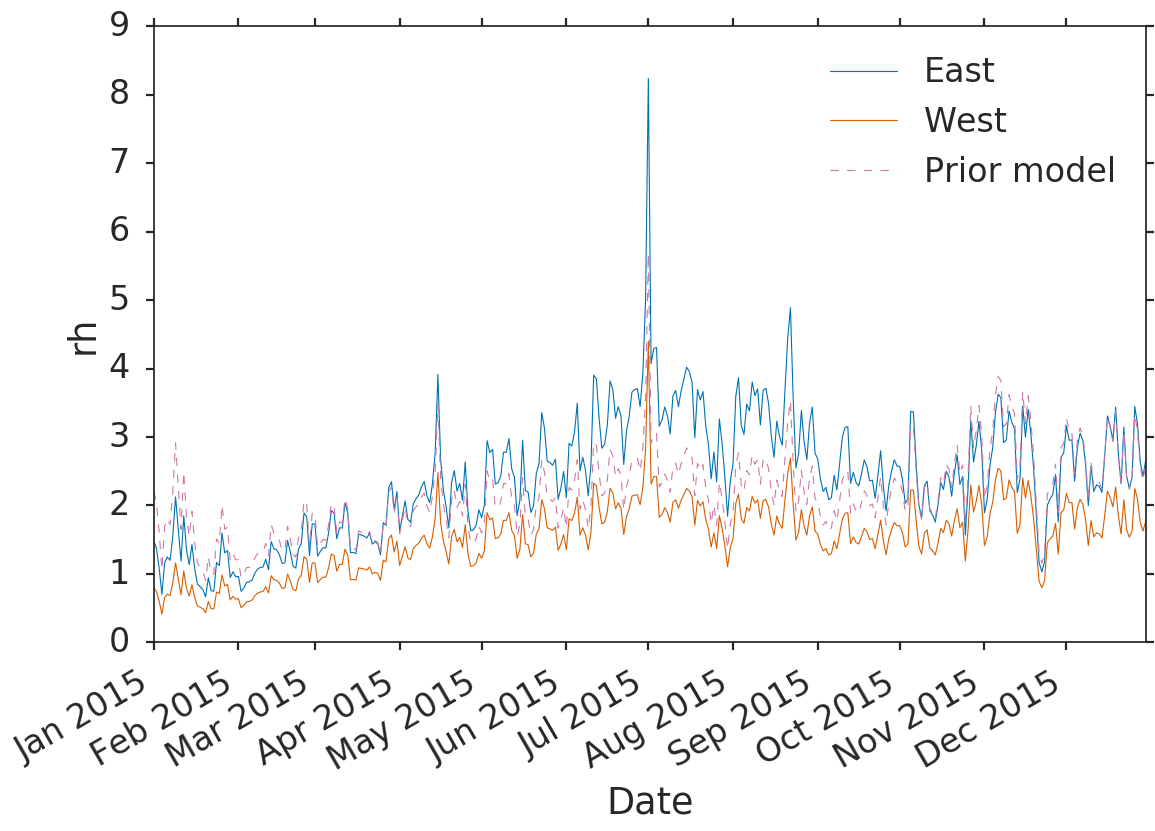 9
8
7
6
5
4
3
2
1
0
rh
East
West
Prior model
Jan 2015
Feb 2015
Mar 2015
Apr 2015
May 2015
Jun 2015
Jul 2015
Aug 2015
Sep 2015
Oct 2015
Nov 2015
Dec 2015
Date